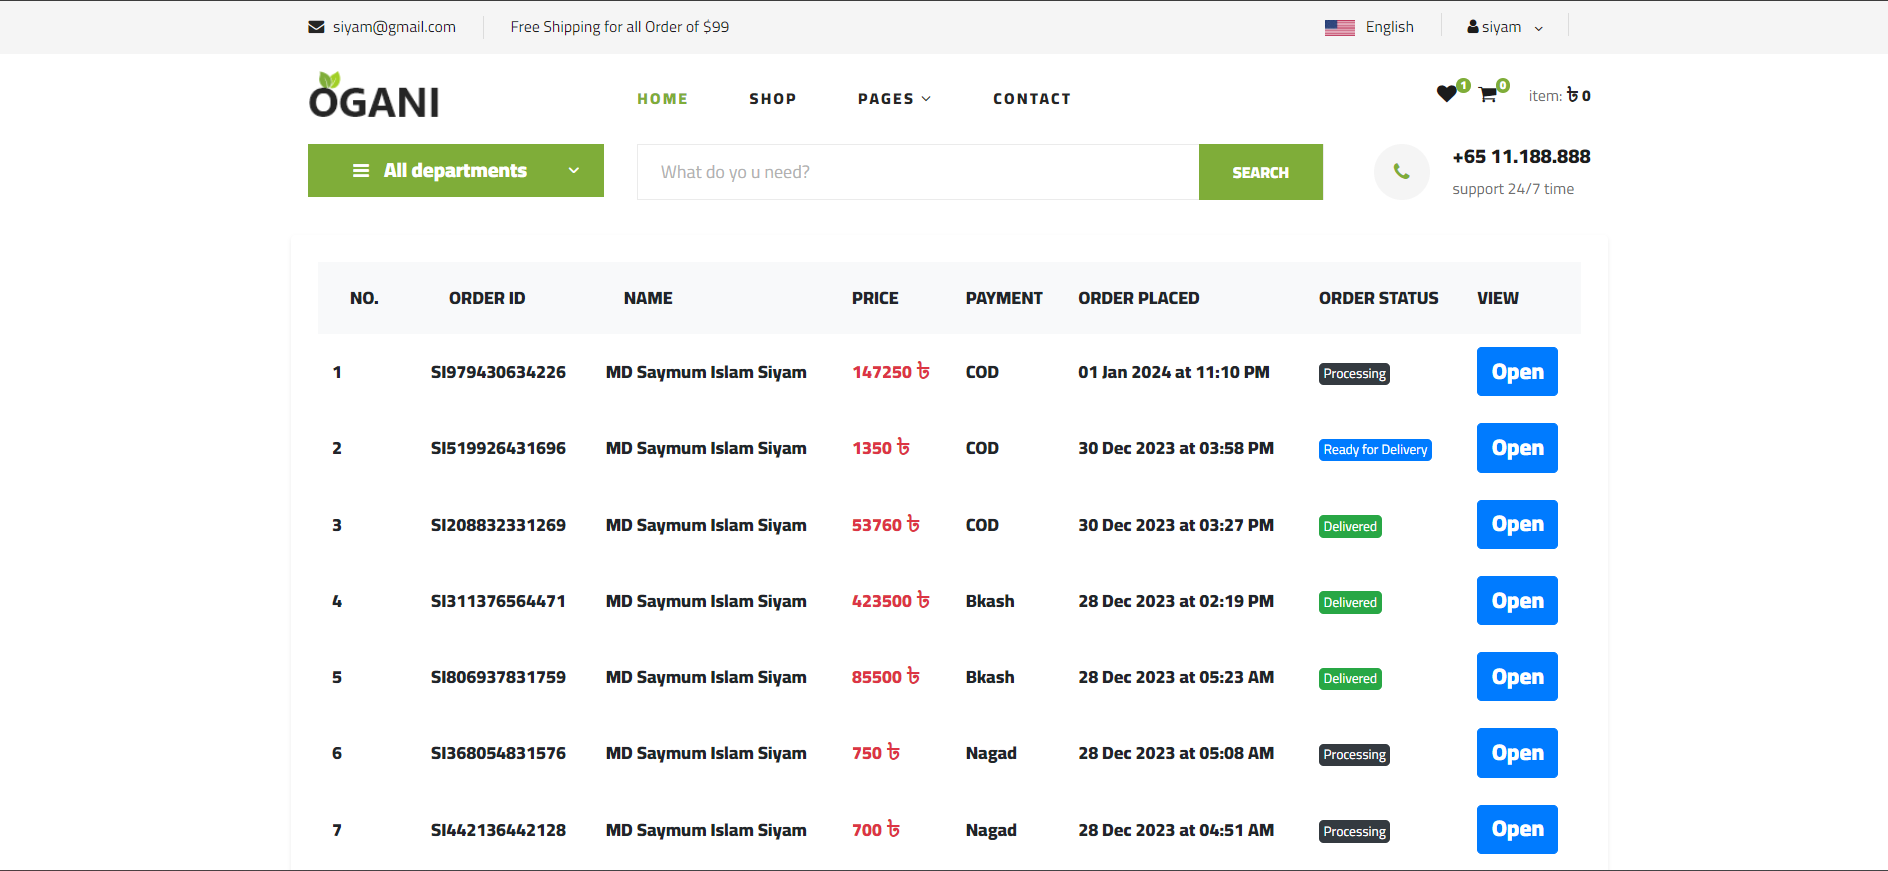 siyam@gmail.com Free Shipping for all Order of $99 English siyam
OGANI HOME SHOP PAGES CONTACT 1 0 item: ৳ 0
All departments What do yo u need? SEARCH +65 11.188.888
support 24/7 time
NO. ORDER ID NAME PRICE PAYMENT ORDER PLACED ORDER STATUS VIEW
1 SI979430634226 MD Saymum Islam Siyam 147250 ৳ COD 01 Jan 2024 at 11:10 PM Processing Open
2 SI519926431696 MD Saymum Islam Siyam 1350 ৳ COD 30 Dec 2023 at 03:58 PM Ready for Delivery Open
3 SI208832331269 MD Saymum Islam Siyam 53760 ৳ COD 30 Dec 2023 at 03:27 PM Delivered Open
4 SI311376564471 MD Saymum Islam Siyam 423500 ৳ Bkash 28 Dec 2023 at 02:19 PM Delivered Open
5 SI806937831759 MD Saymum Islam Siyam 85500 ৳ Bkash 28 Dec 2023 at 05:23 AM Delivered Open
6 SI368054831576 MD Saymum Islam Siyam 750 ৳ Nagad 28 Dec 2023 at 05:08 AM Processing Open
7 SI442136442128 MD Saymum Islam Siyam 700 ৳ Nagad 28 Dec 2023 at 04:51 AM Processing Open